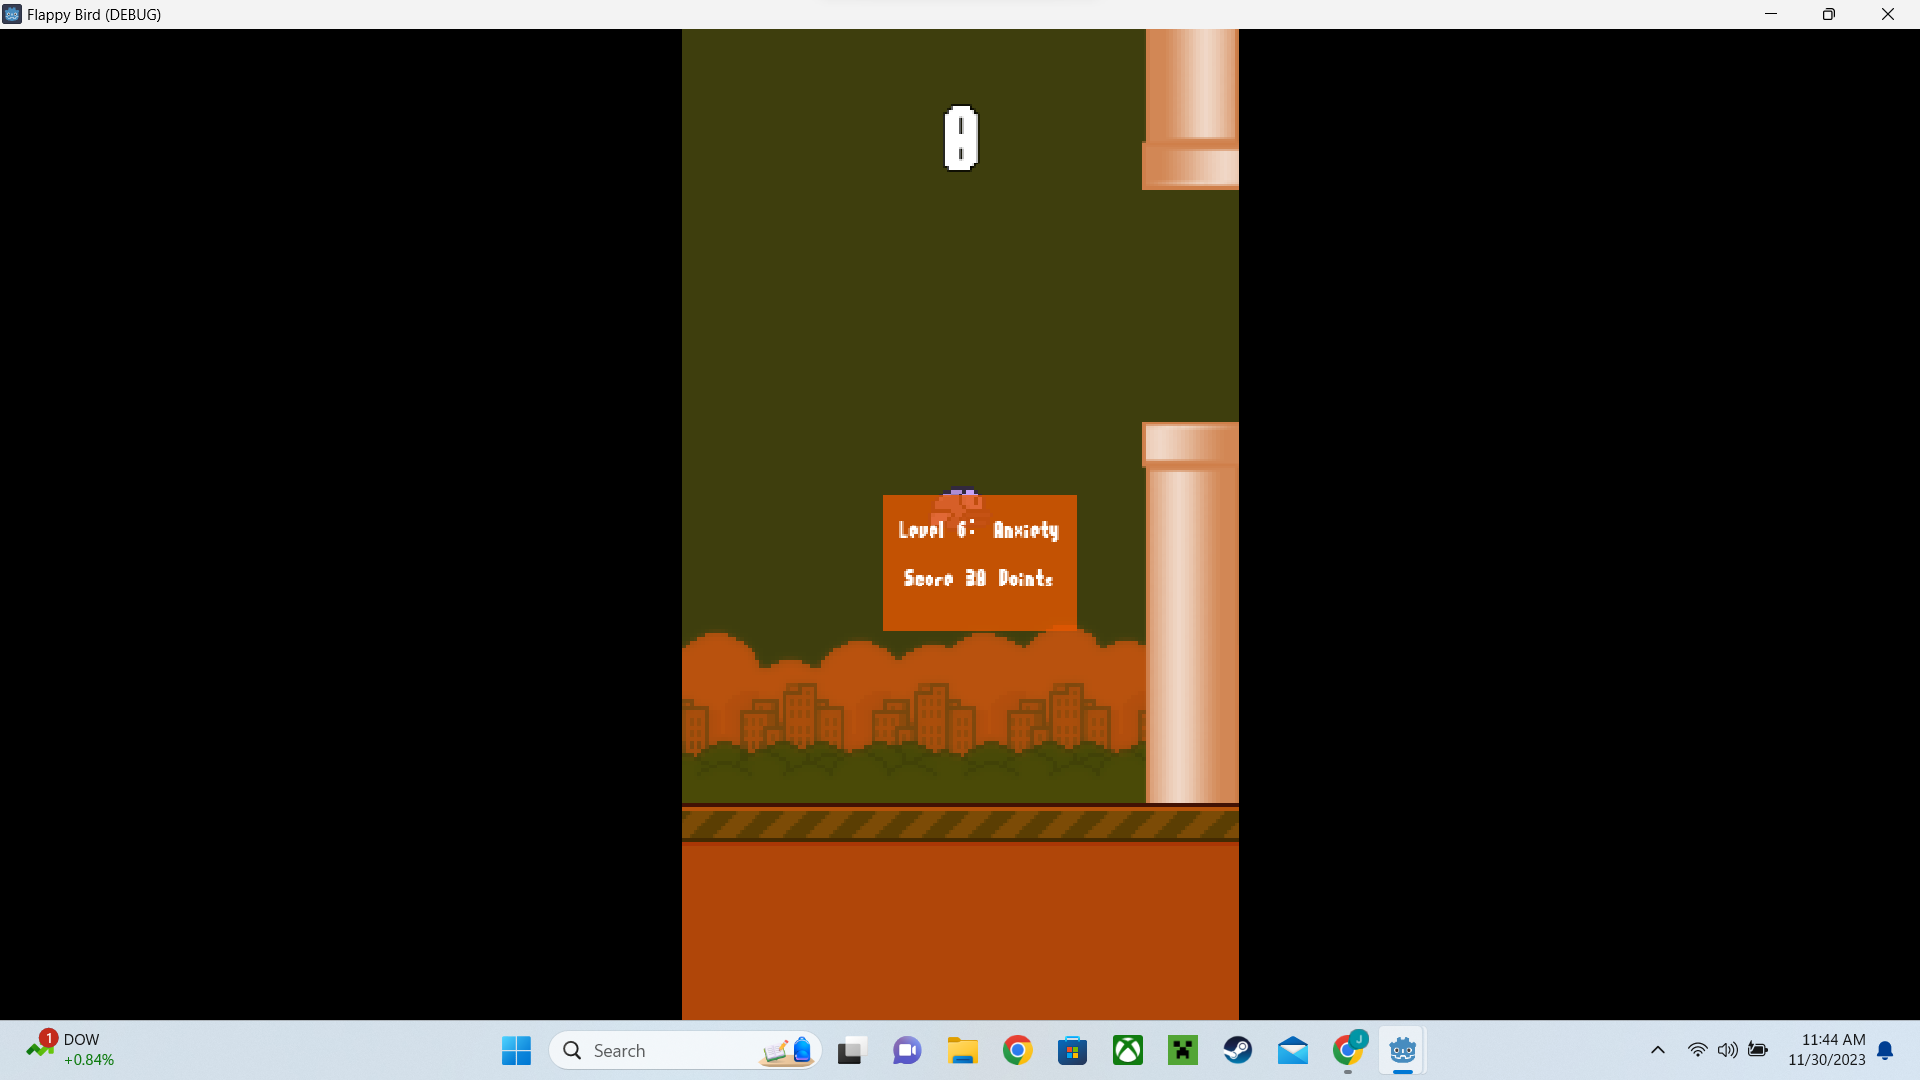 Flappy Bird (DEBUG)
0
Level 6: Anxiety
Score 30 Points
1
DOW
+0.84%
Search
J
11:44 AM
11/30/2023